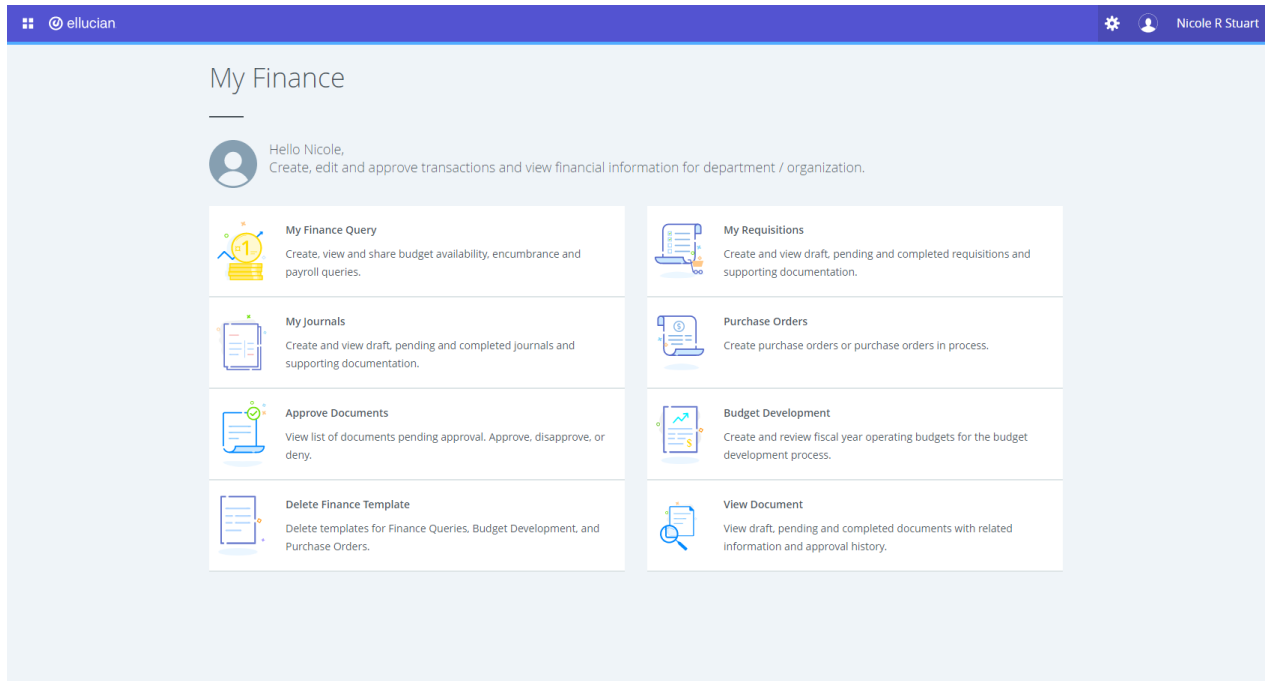 ellucian
Nicole R Stuart
My Finance
Hello Nicole,
Create, edit and approve transactions and view financial information for department / organization.
My Finance Query
Create, view and share budget availability, encumbrance and
payroll queries.
My Requisitions
Create and view draft, pending and completed requisitions and
supporting documentation.
My Journals
Create and view draft, pending and completed journals and
supporting documentation.
Purchase Orders
Create purchase orders or purchase orders in process.
Approve Documents
View list of documents pending approval. Approve, disapprove, or
deny.
Budget Development
Create and review fiscal year operating budgets for the budget
development process.
Delete Finance Template
Delete templates for Finance Queries, Budget Development, and
Purchase Orders.
View Document
View draft, pending and completed documents with related
information and approval history.